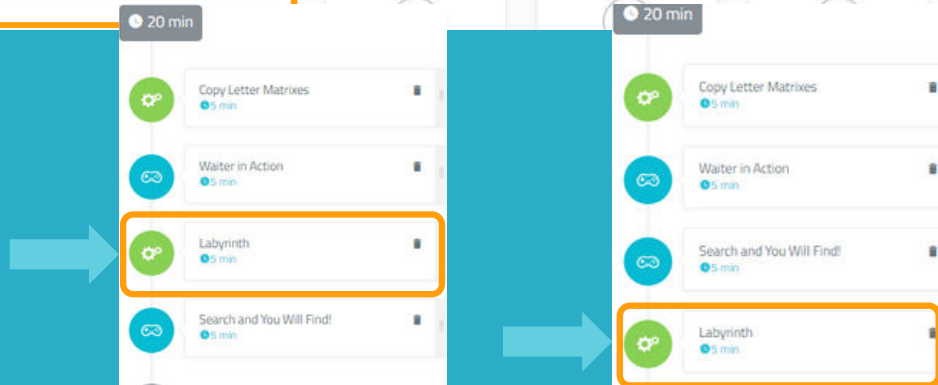 20 min
Copy Letter Matrixes
5 min
Waiter in Action
5 min
Labyrinth
5 min
Search and You Will Find!
5 min
20 min
Copy Letter Matrixes
5 min
Waiter in Action
5 min
Search and You Will Find!
5 min
Labyrinth
5 min